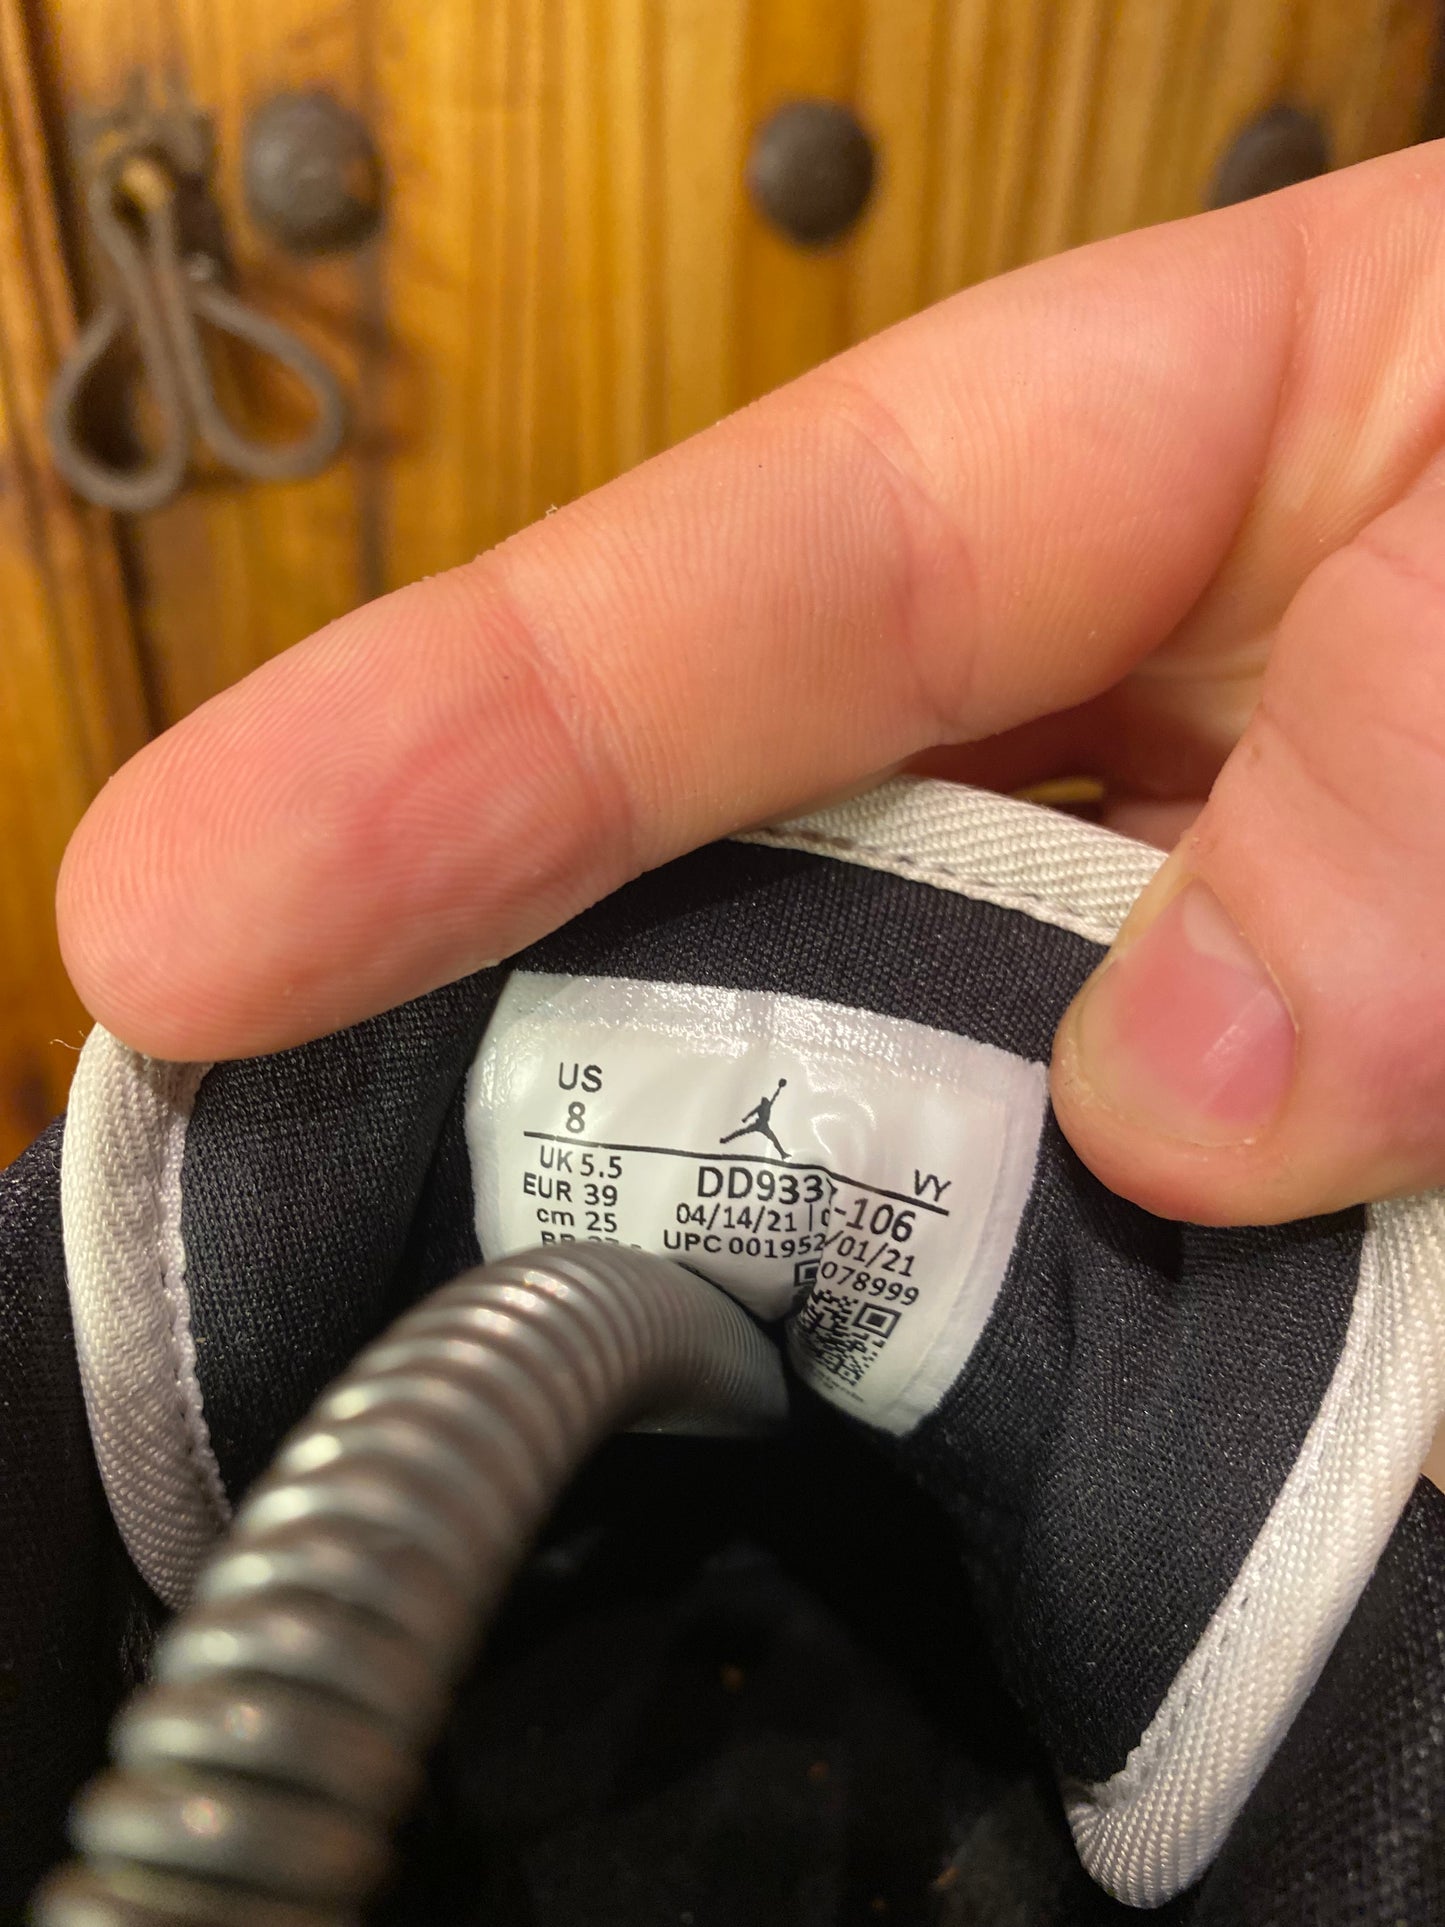 US
8
UK 5.5
EUR 39
cm 25
VY
DD933 -106
04/14/21 | /01/21
UPC 001952 078999